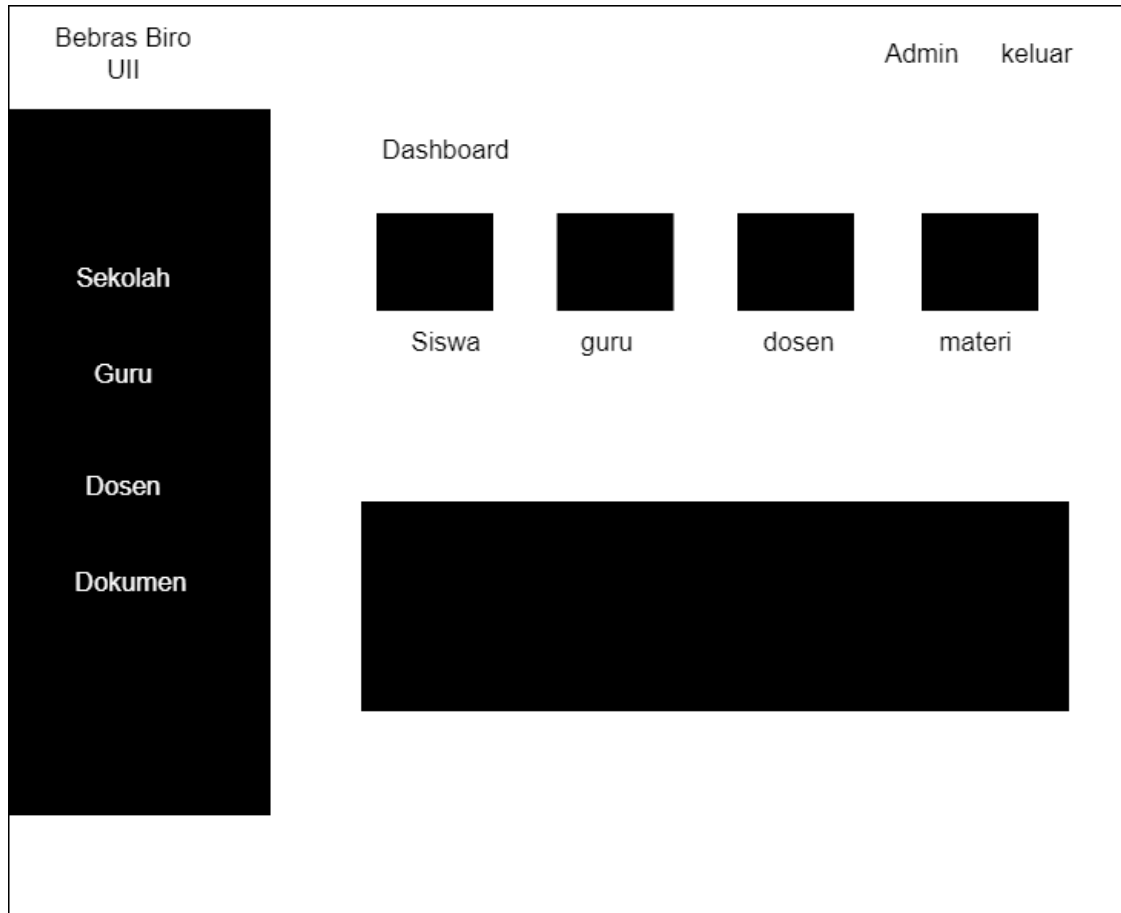 Bebras Biro
UII
Admin keluar
Dashboard
Sekolah
Guru
Dosen
Dokumen
Siswa guru dosen materi